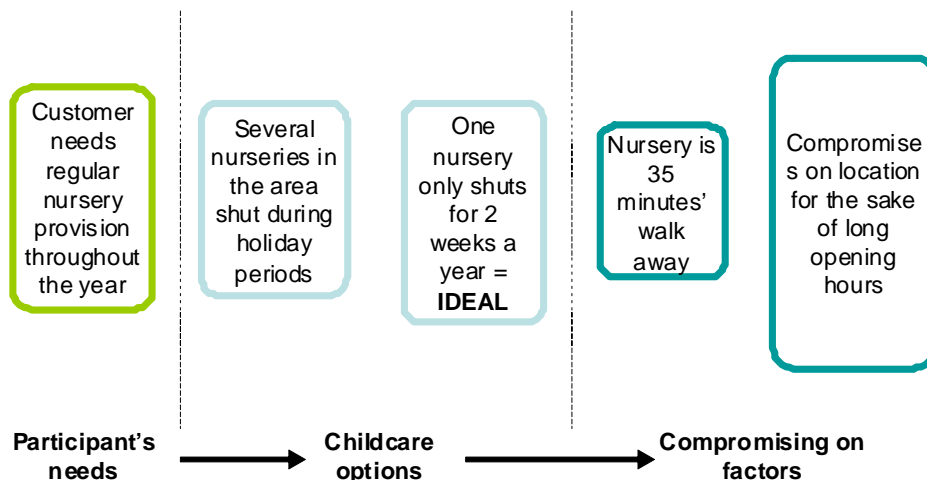 Customer
needs
regular
nursery
provision
throughout
the year
Several
nurseries in
the area
shut during
holiday
periods
One
nursery
only shuts
for 2
weeks a
year =
IDEAL
Nursery is
35
minutes'
walk
away
Compromise
s on location
for the sake
of long
opening
hours
Participant's
needs
Childcare
options
Compromising on
factors